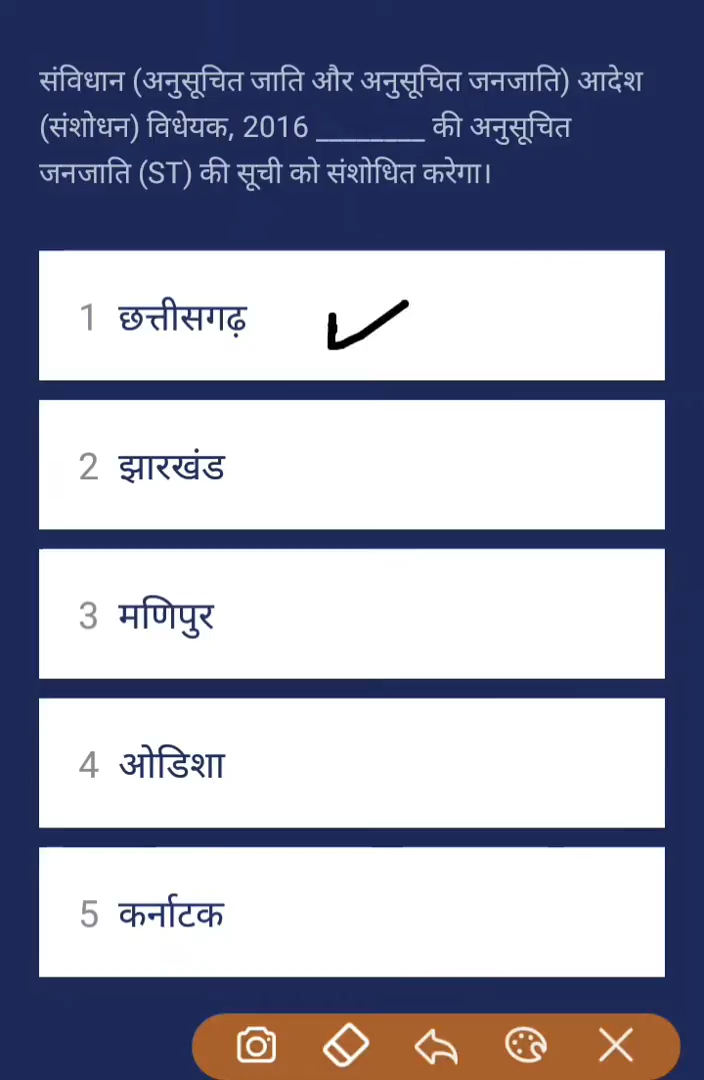 संविधान (अनुसूचित जाति और अनुसूचित जनजाति) आदेश
(संशोधन) विधेयक, 2016 ________ की अनुसूचित
जनजाति (ST) की सूची को संशोधित करेगा।
1 छत्तीसगढ़
2 झारखंड
3 मणिपुर
4 ओडिशा
5 कर्नाटक